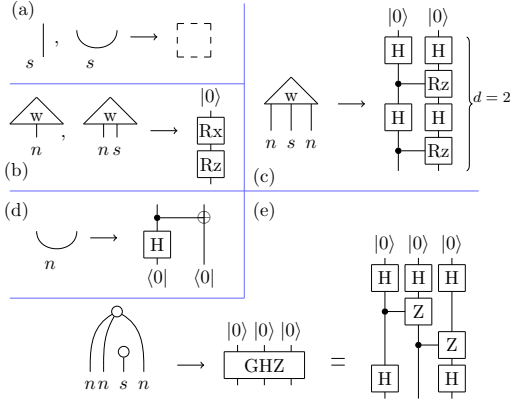 (a)
s , s
w , w
n n s
|0⟩
Rx
Rz
(b)
w
n s n
|0⟩ |0⟩
H H
Rz
H H
Rz
d = 2
(c)
(d)
n
H
⟨0| ⟨0|
(e)
n n s n
|0⟩ |0⟩ |0⟩
GHZ
=
|0⟩ |0⟩ |0⟩
H H H
Z
Z
H H